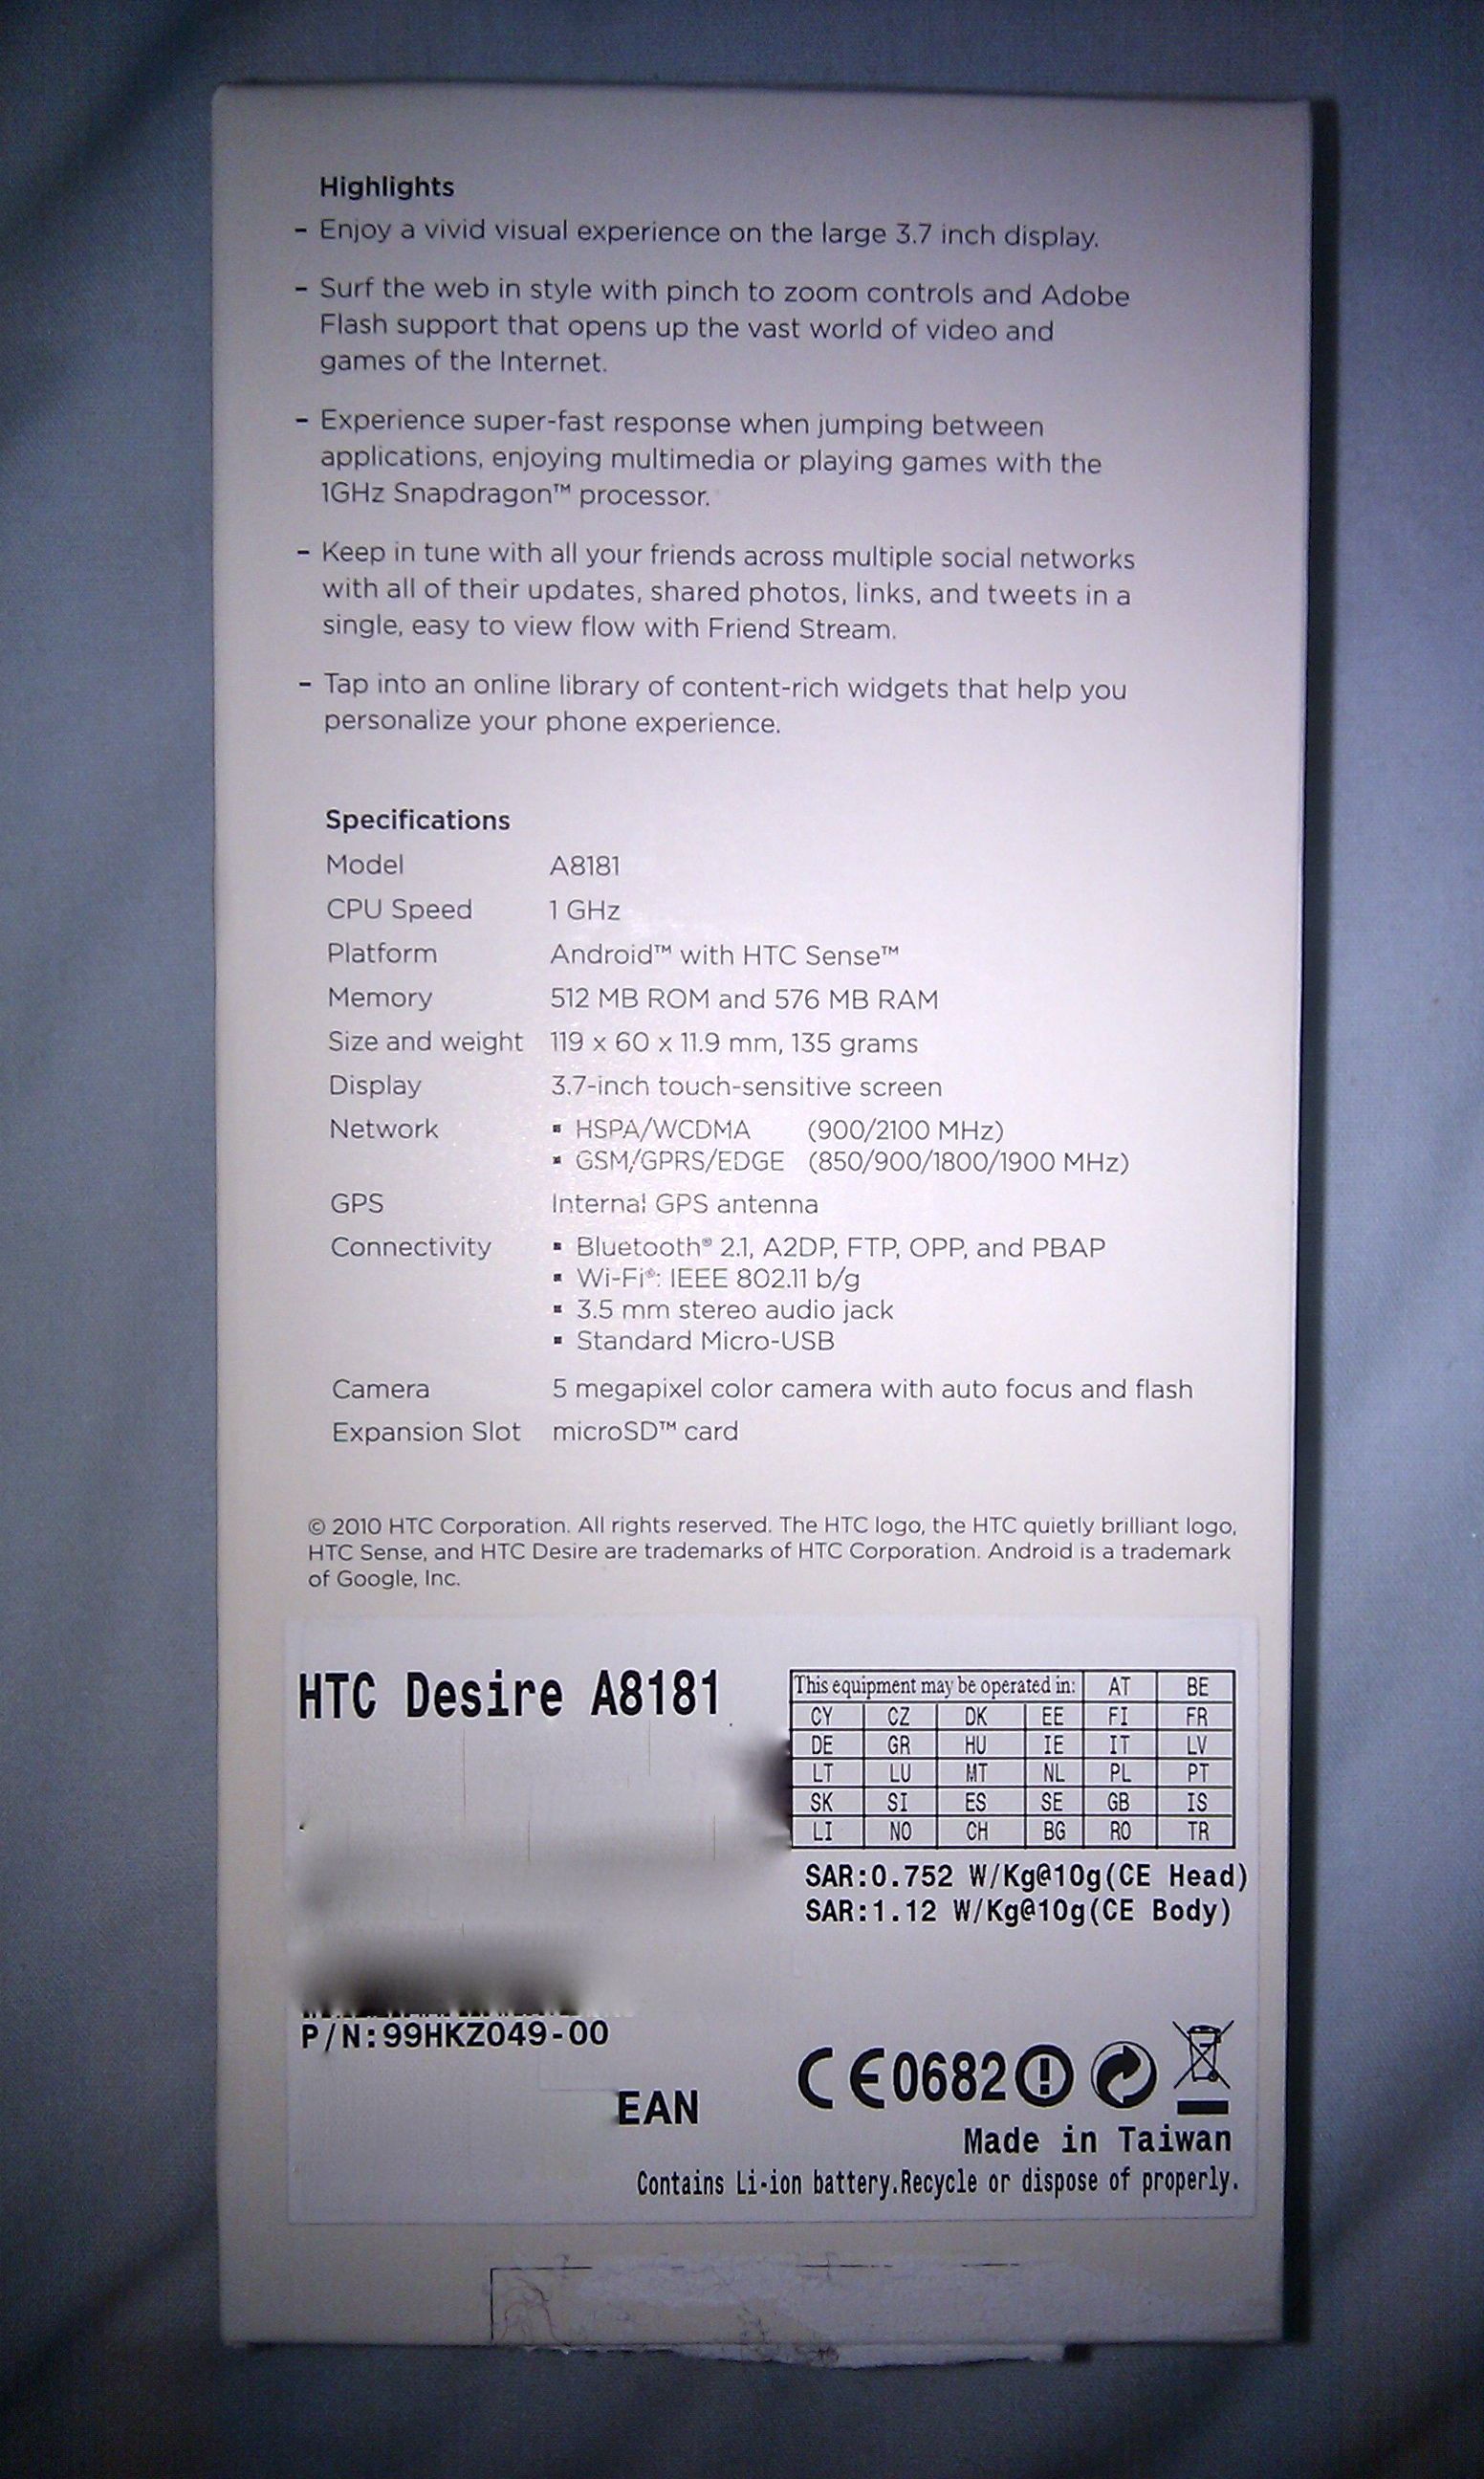 Highlights
– Enjoy a vivid visual experience on the large 3.7 inch display.
– Surf the web in style with pinch to zoom controls and Adobe
Flash support that opens up the vast world of video and
games of the Internet.
– Experience super-fast response when jumping between
applications, enjoying multimedia or playing games with the
1GHz Snapdragon™ processor.
– Keep in tune with all your friends across multiple social networks
with all of their updates, shared photos, links, and tweets in a
single, easy to view flow with Friend Stream.
– Tap into an online library of content-rich widgets that help you
personalize your phone experience.
Specifications
Model A8181
CPU Speed 1 GHz
Platform Android™ with HTC Sense™
Memory 512 MB ROM and 576 MB RAM
Size and weight 119 x 60 x 11.9 mm, 135 grams
Display 3.7-inch touch-sensitive screen
Network ▪ HSPA/WCDMA (900/2100 MHz)
▪ GSM/GPRS/EDGE (850/900/1800/1900 MHz)
GPS Internal GPS antenna
Connectivity ▪ Bluetooth® 2.1, A2DP, FTP, OPP, and PBAP
▪ Wi-Fi®: IEEE 802.11 b/g
▪ 3.5 mm stereo audio jack
▪ Standard Micro-USB
Camera 5 megapixel color camera with auto focus and flash
Expansion Slot microSD™ card
© 2010 HTC Corporation. All rights reserved. The HTC logo, the HTC quietly brilliant logo,
HTC Sense, and HTC Desire are trademarks of HTC Corporation. Android is a trademark
of Google, Inc.
HTC Desire A8181
This equipment may be operated in: AT BE
CY CZ DK EE FI FR
DE GR HU IE IT LV
LT LU MT NL PL PT
SK SI ES SE GB IS
LI NO CH BG RO TR
SAR:0.752 W/Kg@10g(CE Head)
SAR:1.12 W/Kg@10g(CE Body)
P/N:99HKZ049-00
EAN
CE0682
Made in Taiwan
Contains Li-ion battery.Recycle or dispose of properly.